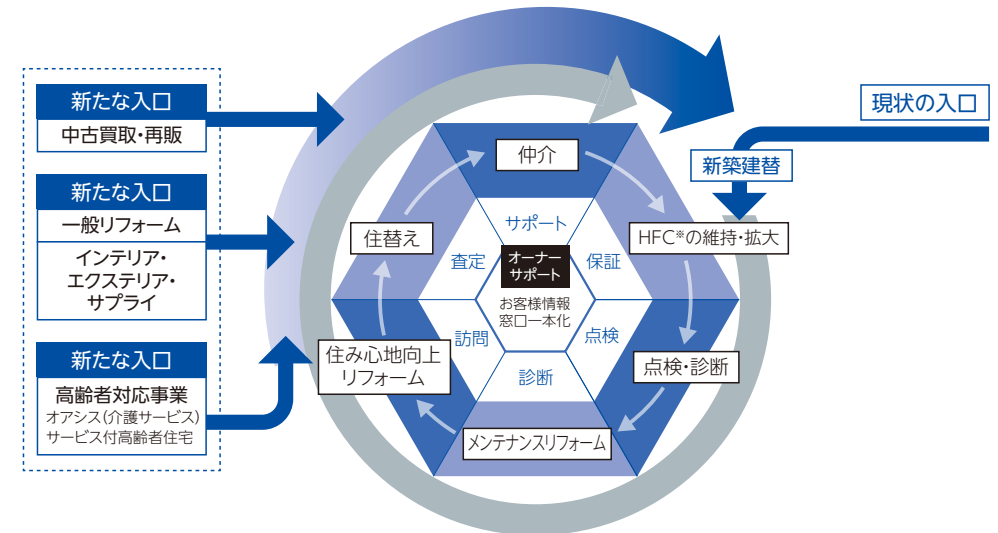 新たな入口
中古買取・再販
新たな入口
一般リフォーム
インテリア・
エクステリア・
サプライ
新たな入口
高齢者対応事業
オアシス(介護サービス)
サービス付高齢者住宅
現状の入口
新築建替
仲介
HFC※の維持・拡大
点検・診断
メンテナンスリフォーム
住み心地向上
リフォーム
住替え
サポート
保証
点検
診断
訪問
査定
オーナー
サポート
お客様情報
窓口一本化